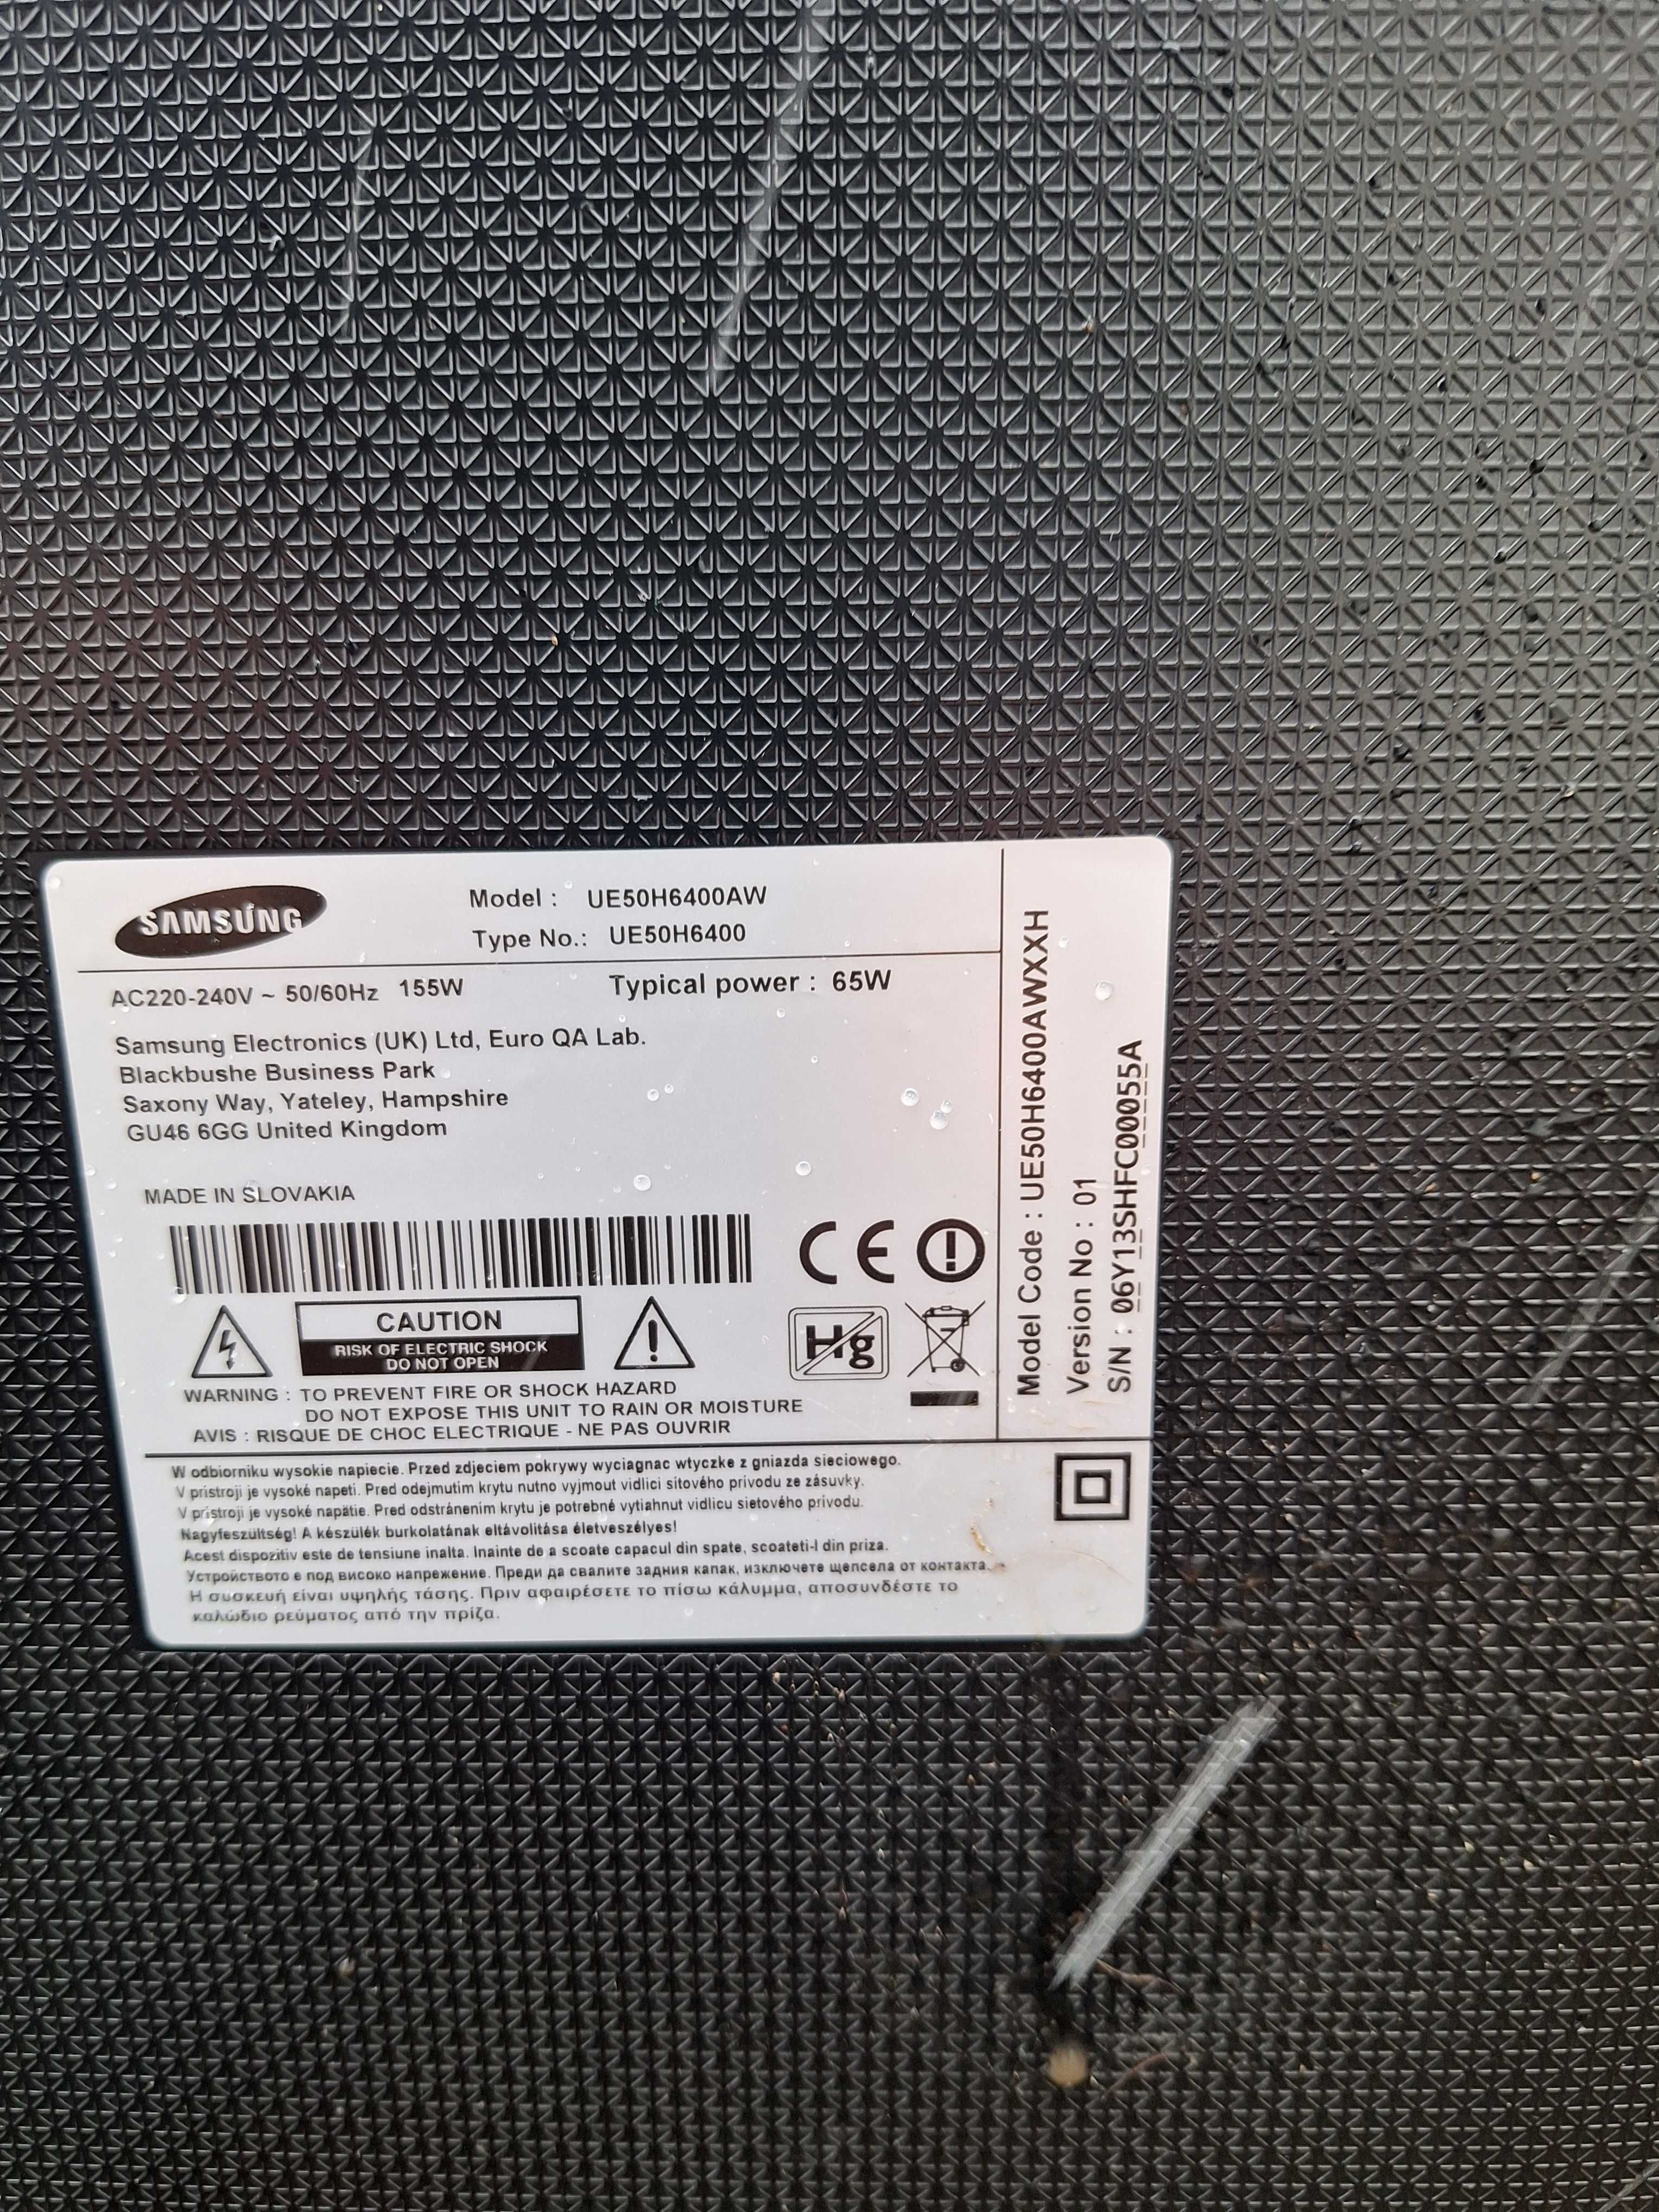 SAMSUNG
Model : UE50H6400AW
Type No.: UE50H6400
AC220-240V ~ 50/60Hz 155W Typical power : 65W
Samsung Electronics (UK) Ltd, Euro QA Lab.
Blackbushe Business Park
Saxony Way, Yateley, Hampshire
GU46 6GG United Kingdom
MADE IN SLOVAKIA
CE
CAUTION
RISK OF ELECTRIC SHOCK
DO NOT OPEN
Hg
WARNING : TO PREVENT FIRE OR SHOCK HAZARD
DO NOT EXPOSE THIS UNIT TO RAIN OR MOISTURE
AVIS : RISQUE DE CHOC ELECTRIQUE - NE PAS OUVRIR
Model Code : UE50H6400AWXXH
Version No : 01
S/N : 06Y13SHFC00055A
W odbiorniku wysokie napiecie. Przed zdjeciem pokrywy wyciagnac wtyczke z gniazda sieciowego.
V pristroji je vysoké napeti. Pred odejmutim krytu nutno vyjmout vidlici sitového privodu ze zásuvky.
V prístroji je vysoké napätie. Pred odstránením krytu je potrebné vytiahnut vidlicu sietového privodu.
Nagyfeszültség! A készülék burkolatának eltávolitása életveszélyes!
Acest dispozitiv este de tensiune inalta. Inainte de a scoate capacul din spate, scoateti-l din priza.
Устройството е под високо напрежение. Преди да свалите задния капак, изключете щепсела от контакта.
Η συσκευή είναι υψηλής τάσης. Πριν αφαιρέσετε το πίσω κάλυμμα, αποσυνδέστε το
καλώδιο ρεύματος από την πρίζα.